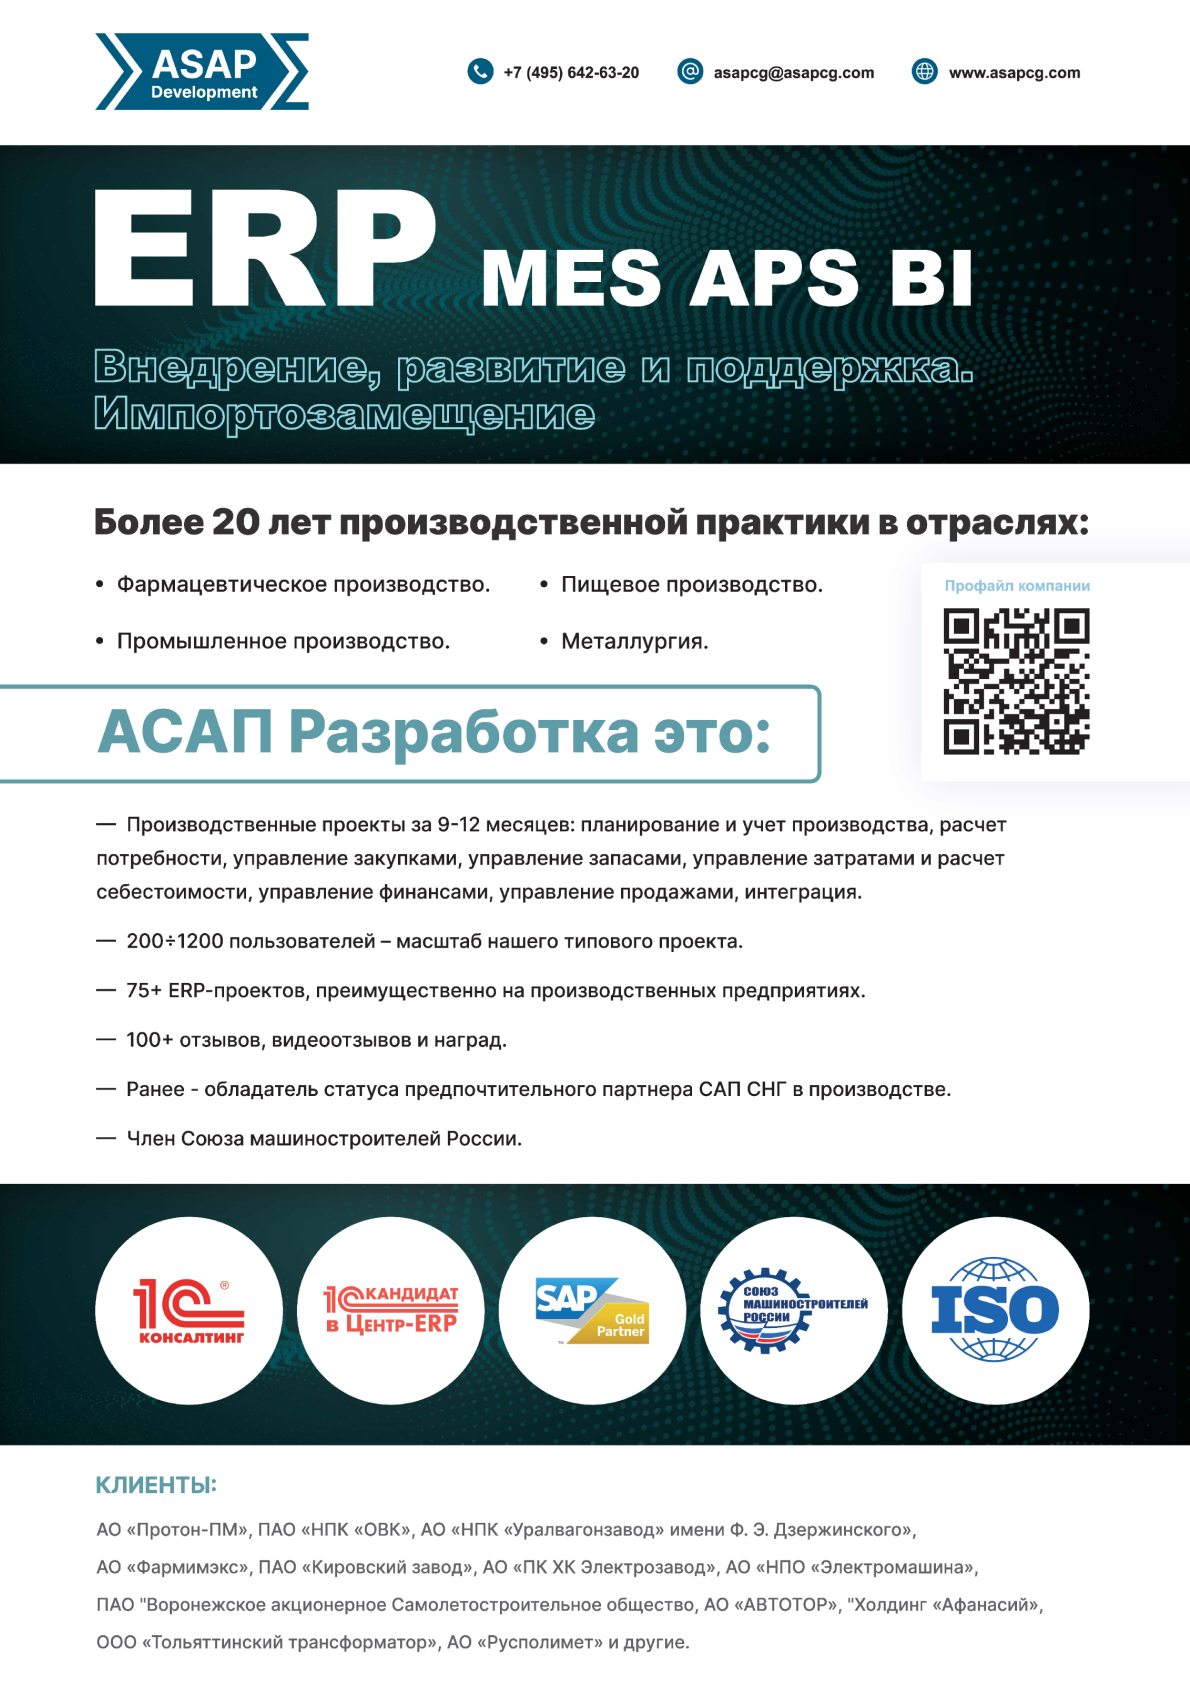 ASAP
Development
+7 (495) 642-63-20
asapcg@asapcg.com
www.asapcg.com
ERP MES APS BI
Внедрение, развитие и поддержка.
Импортозамещение
Более 20 лет производственной практики в отраслях:
• Фармацевтическое производство.
• Пищевое производство.
• Промышленное производство.
• Металлургия.
Профайл компании
АСАП Разработка это:
— Производственные проекты за 9-12 месяцев: планирование и учет производства, расчет
потребности, управление закупками, управление запасами, управление затратами и расчет
себестоимости, управление финансами, управление продажами, интеграция.
— 200÷1200 пользователей – масштаб нашего типового проекта.
— 75+ ERP-проектов, преимущественно на производственных предприятиях.
— 100+ отзывов, видеоотзывов и наград.
— Ранее - обладатель статуса предпочтительного партнера САП СНГ в производстве.
— Член Союза машиностроителей России.
1С ®
КОНСАЛТИНГ
1С КАНДИДАТ
в Центр-ERP
SAP
Gold
Partner
™
СОЮЗ
МАШИНОСТРОИТЕЛЕЙ
РОССИИ
ISO
КЛИЕНТЫ:
АО «Протон-ПМ», ПАО «НПК «ОВК», АО «НПК «Уралвагонзавод» имени Ф. Э. Дзержинского»,
АО «Фармимэкс», ПАО «Кировский завод», АО «ПК ХК Электрозавод», АО «НПО «Электромашина»,
ПАО "Воронежское акционерное Самолетостроительное общество, АО «АВТОТОР», "Холдинг «Афанасий»,
ООО «Тольяттинский трансформатор», АО «Русполимет» и другие.